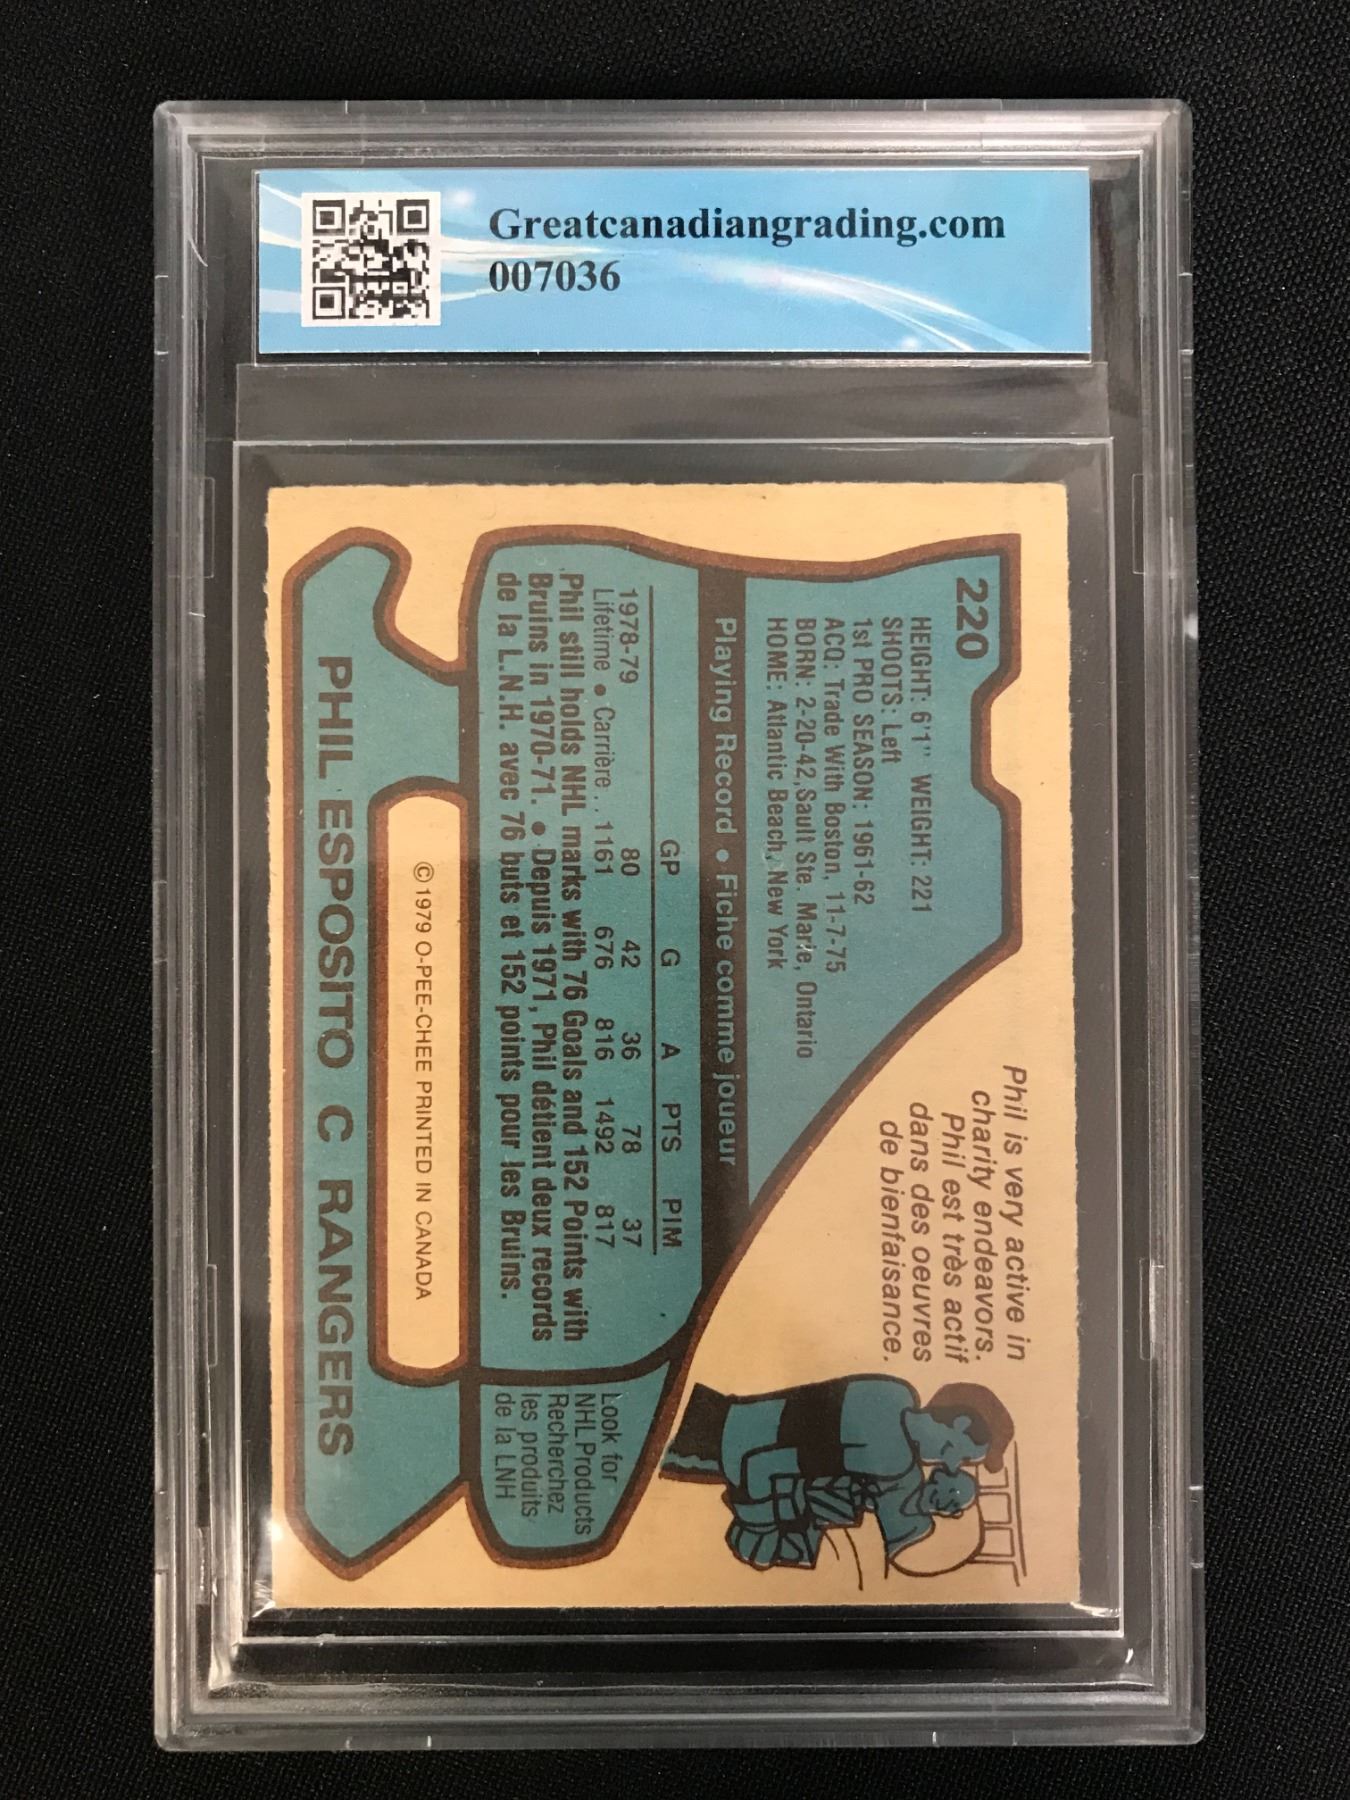 Greatcanadiangrading.com
007036
220
HEIGHT: 6'1" WEIGHT: 221
SHOOTS: Left
1st PRO SEASON: 1961-62
ACQ: Trade With Boston, 11-7-75
BORN: 2-20-42, Sault Ste. Marie, Ontario
HOME: Atlantic Beach, New York
Phil is very active in
charity endeavors.
Phil est très actif
dans des oeuvres
de bienfaisance.
Playing Record • Fiche comme joueur
GP G A PTS PIM
1978-79 80 42 36 78 37
Lifetime • Carrière... 1161 676 816 1492 817
Phil still holds NHL marks with 76 Goals and 152 Points with
Bruins in 1970-71. • Depuis 1971, Phil détient deux records
de la L.N.H. avec 76 buts et 152 points pour les Bruins.
Look for
NHL Products
Recherchez
les produits
de la LNH
©1979 O-PEE-CHEE PRINTED IN CANADA
PHIL ESPOSITO C RANGERS